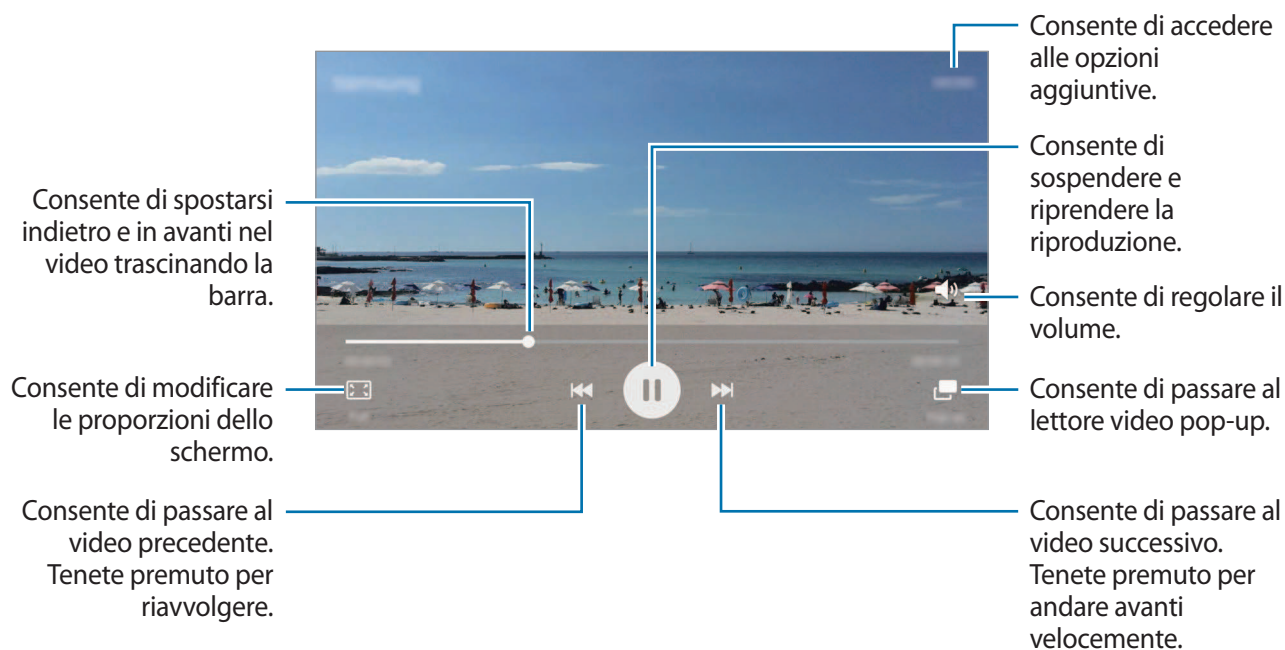 Consente di accedere
alle opzioni
aggiuntive.
Consente di
sospendere e
riprendere la
riproduzione.
Consente di spostarsi
indietro e in avanti nel
video trascinando la
barra.
Consente di regolare il
volume.
Consente di modificare
le proporzioni dello
schermo.
Consente di passare al
lettore video pop-up.
Consente di passare al
video precedente.
Tenete premuto per
riavvolgere.
Consente di passare al
video successivo.
Tenete premuto per
andare avanti
velocemente.